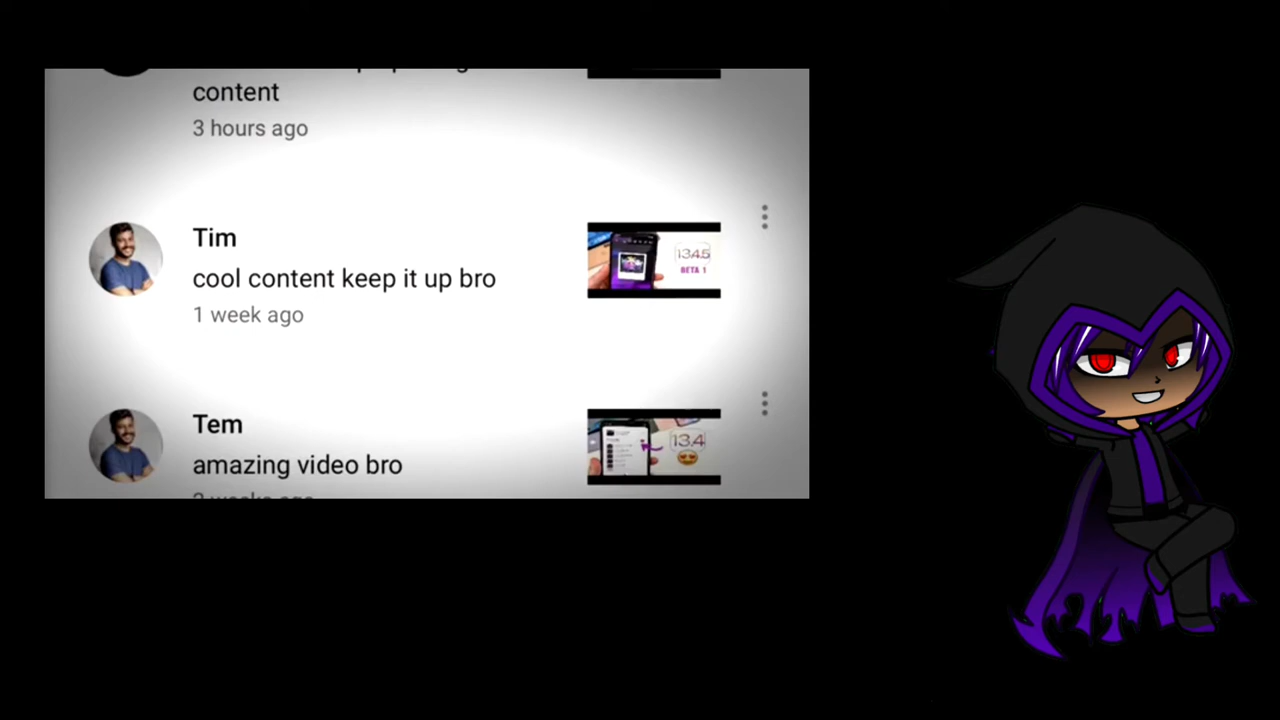 content
3 hours ago
Tim
cool content keep it up bro
1 week ago
13.4.5
BETA 1
Tem
amazing video bro
13.4